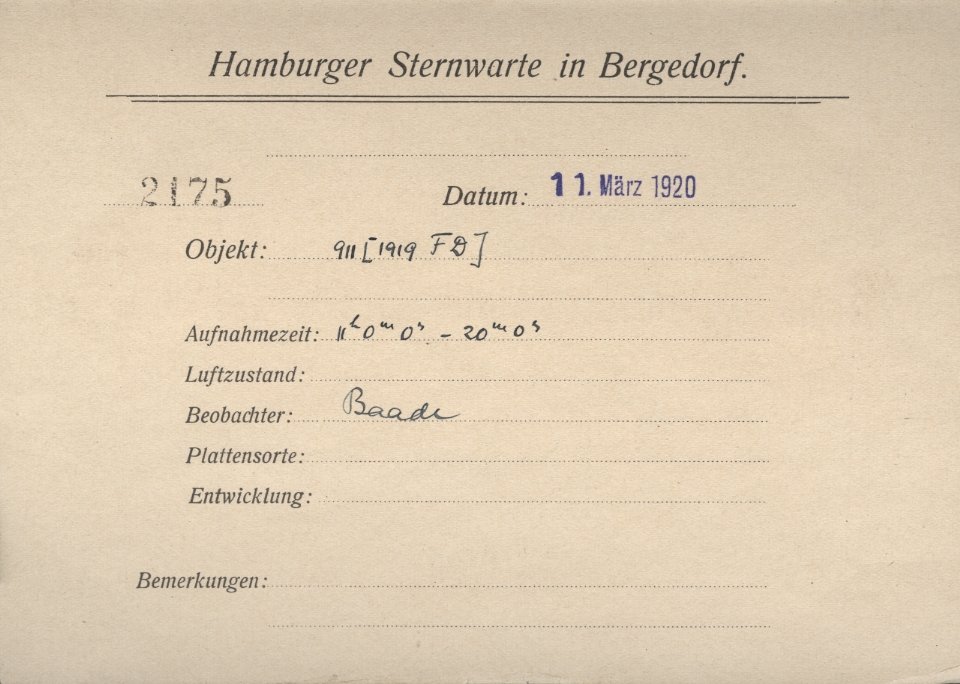 Hamburger Sternwarte in Bergedorf.
2175 Datum: 11. März 1920
Objekt: 911 [1919 FD]
Aufnahmezeit: 11ʰ 0ᵐ 0ˢ - 20ᵐ 0ˢ
Luftzustand:
Beobachter: Baade
Plattensorte:
Entwicklung:
Bemerkungen: